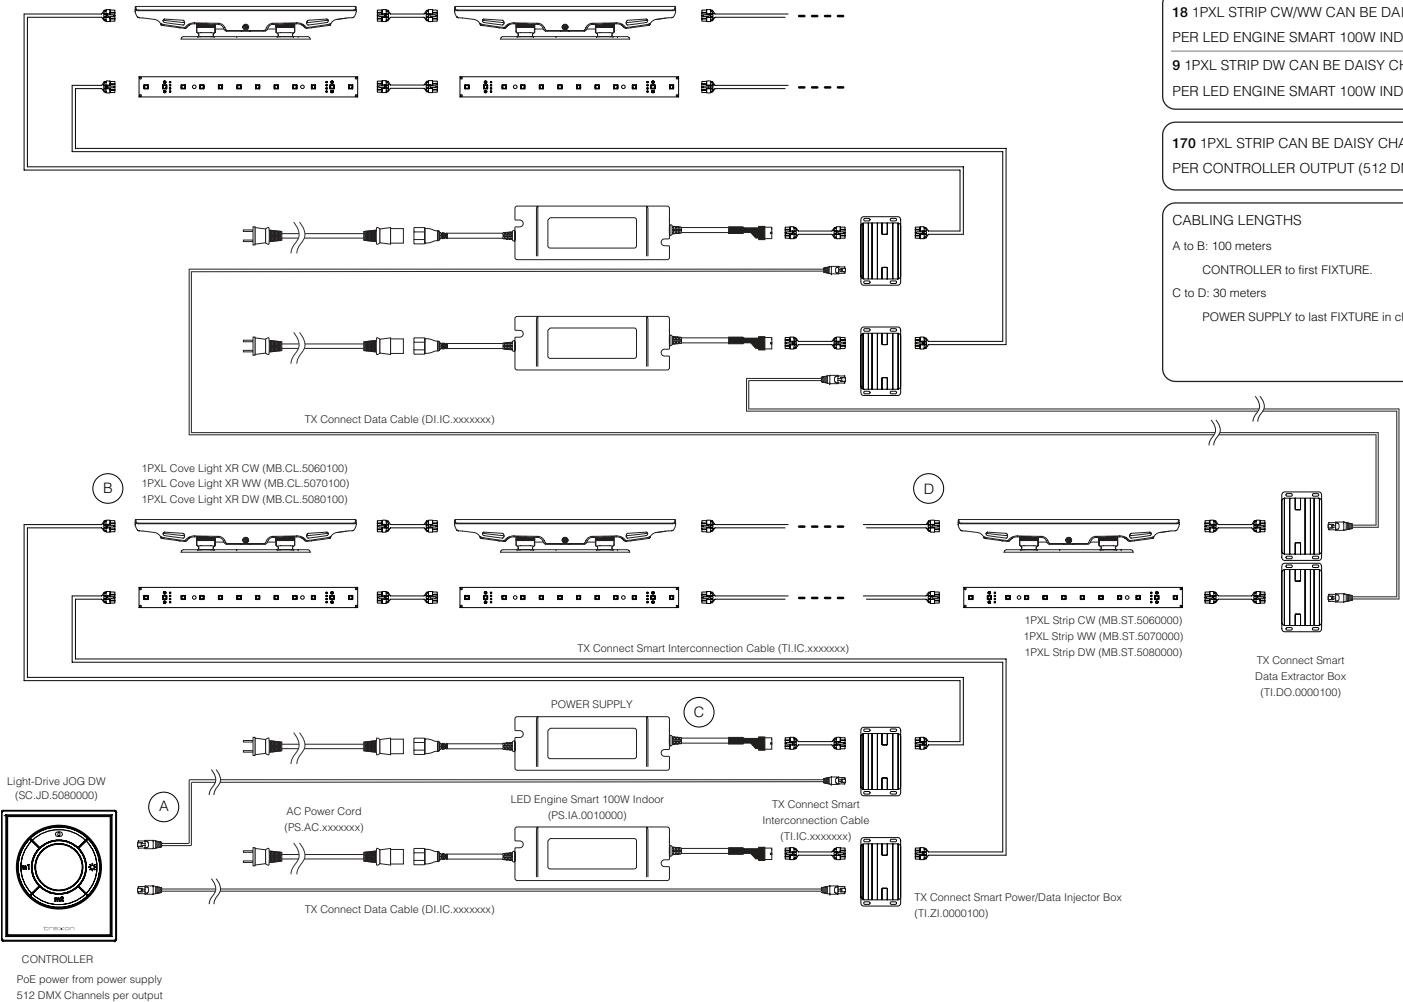 18 1PXL STRIP CW/WW CAN BE
PER LED ENGINE SMART 100W
9 1PXL STRIP DW CAN BE DAISY
PER LED ENGINE SMART 100W
170 1PXL STRIP CAN BE DAISY
PER CONTROLLER OUTPUT (512
CABLING LENGTHS
A to B: 100 meters
CONTROLLER to first FIXTURE.
C to D: 30 meters
POWER SUPPLY to last FIXTURE in
TX Connect Data Cable (DI.IC.xxxxxxx)
B
1PXL Cove Light XR CW (MB.CL.5060100)
1PXL Cove Light XR WW (MB.CL.5070100)
1PXL Cove Light XR DW (MB.CL.5080100)
D
1PXL Strip CW (MB.ST.5060000)
1PXL Strip WW (MB.ST.5070000)
1PXL Strip DW (MB.ST.5080000)
TX Connect Smart Interconnection Cable (TI.IC.xxxxxxx)
TX Connect Smart
Data Extractor Box
(TI.DO.0000100)
POWER SUPPLY
C
Light-Drive JOG DW
(SC.JD.5080000)
A
AC Power Cord
(PS.AC.xxxxxxx)
LED Engine Smart 100W Indoor
(PS.IA.0010000)
TX Connect Smart
Interconnection Cable
(TI.IC.xxxxxxx)
m1
m2
traxon
TX Connect Data Cable (DI.IC.xxxxxxx)
TX Connect Smart Power/Data Injector Box
(TI.ZI.0000100)
CONTROLLER
PoE power from power supply
512 DMX Channels per output